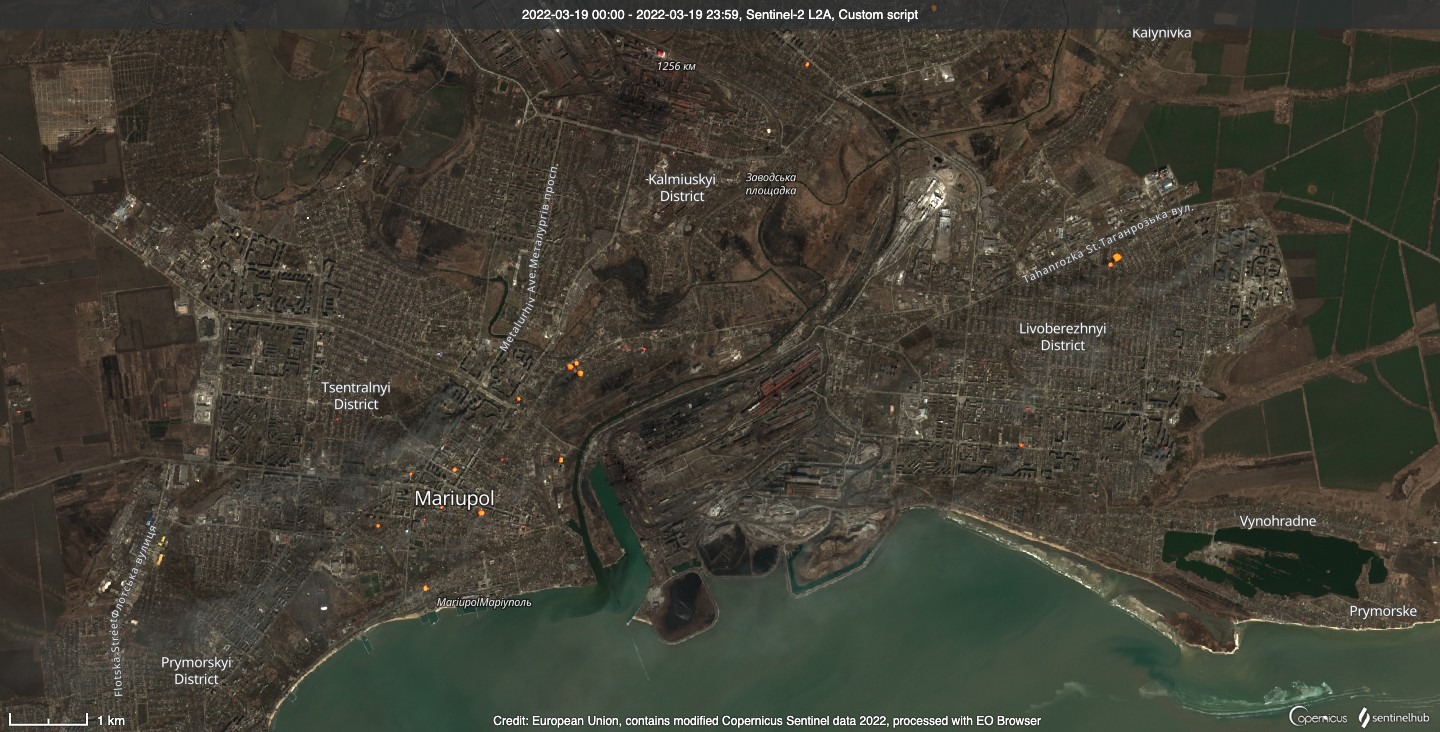 2022-03-19 00:00 - 2022-03-19 23:59, Sentinel-2 L2A, Custom script
Kalynivka
1256 км
Kalmiuskyi
District
Заводська
площадка
Metalurhiv Ave.Металургів просп.
Tahanrozka St.Таганрозька вул.
Livoberezhnyi
District
Tsentralnyi
District
Mariupol
Vynohradne
Flotska StreetФлотська вулиця
MariupolМаріуполь
Prymorske
Prymorskyi
District
1 km
Credit: European Union, contains modified Copernicus Sentinel data 2022, processed with EO Browser
Copernicus
sentinelhub